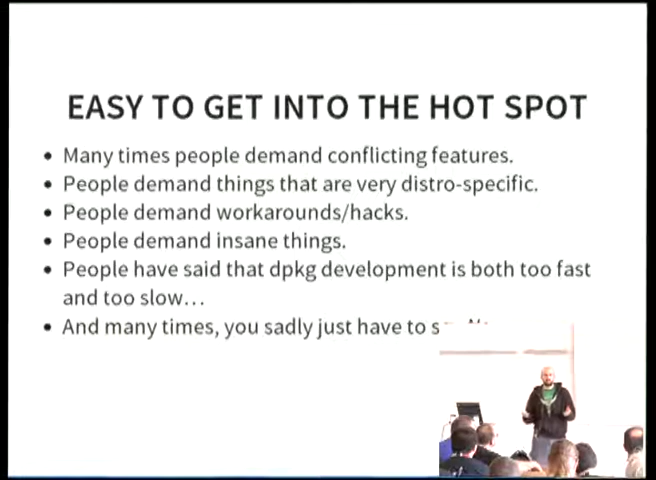 EASY TO GET INTO THE HOT SPOT
• Many times people demand conflicting features.
• People demand things that are very distro-specific.
• People demand workarounds/hacks.
• People demand insane things.
• People have said that dpkg development is both too fast
and too slow…
• And many times, you sadly just have to